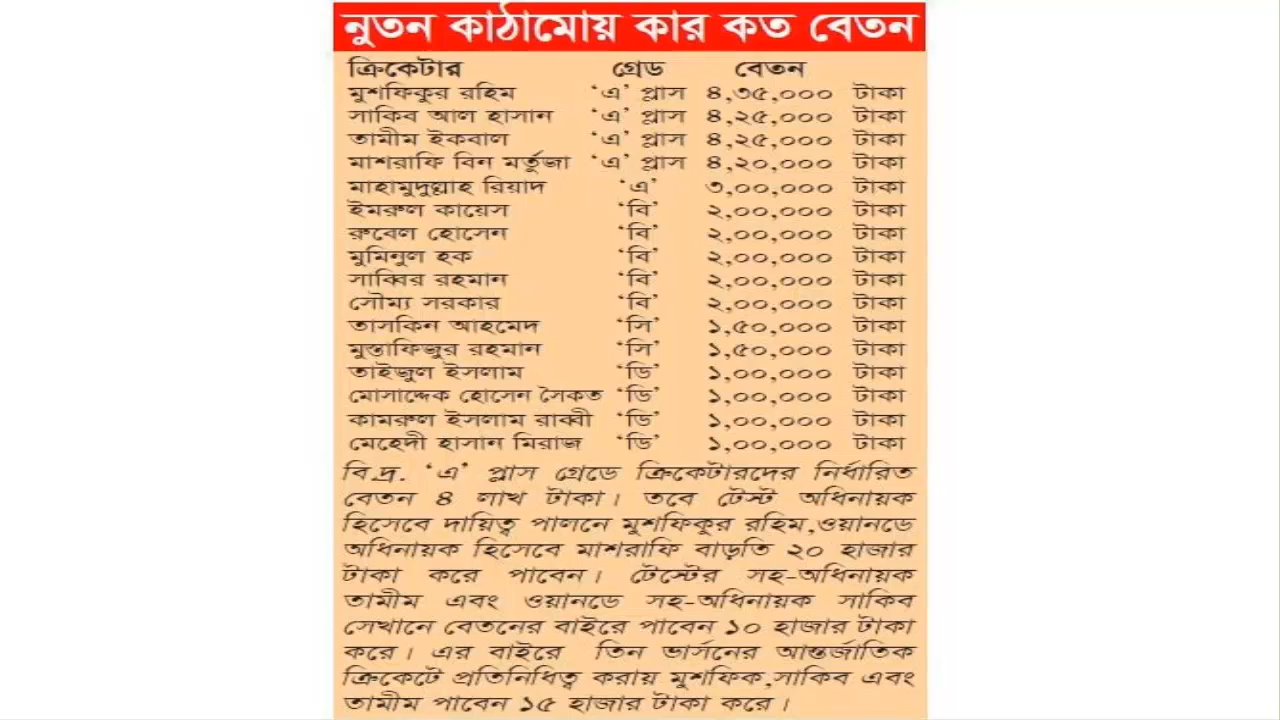 নুতন কাঠামোয় কার কত বেতন
ক্রিকেটার গ্রেড বেতন
মুশফিকুর রহিম ‘এ’ প্লাস ৪,৩৫,০০০ টাকা
সাকিব আল হাসান ‘এ’ প্লাস ৪,২৫,০০০ টাকা
তামীম ইকবাল ‘এ’ প্লাস ৪,২৫,০০০ টাকা
মাশরাফি বিন মর্তুজা ‘এ’ প্লাস ৪,২০,০০০ টাকা
মাহামুদুল্লাহ রিয়াদ ‘এ’ ৩,০০,০০০ টাকা
ইমরুল কায়েস ‘বি’ ২,০০,০০০ টাকা
রুবেল হোসেন ‘বি’ ২,০০,০০০ টাকা
মুমিনুল হক ‘বি’ ২,০০,০০০ টাকা
সাব্বির রহমান ‘বি’ ২,০০,০০০ টাকা
সৌম্য সরকার ‘বি’ ২,০০,০০০ টাকা
তাসকিন আহমেদ ‘সি’ ১,৫০,০০০ টাকা
মুস্তাফিজুর রহমান ‘সি’ ১,৫০,০০০ টাকা
তাইজুল ইসলাম ‘ডি’ ১,০০,০০০ টাকা
মোসাদ্দেক হোসেন সৈকত ‘ডি’ ১,০০,০০০ টাকা
কামরুল ইসলাম রাব্বী ‘ডি’ ১,০০,০০০ টাকা
মেহেদী হাসান মিরাজ ‘ডি’ ১,০০,০০০ টাকা
বি.দ্র. ‘এ’ প্লাস গ্রেডে ক্রিকেটারদের নির্ধারিত
বেতন ৪ লাখ টাকা। তবে টেস্ট অধিনায়ক
হিসেবে দায়িত্ব পালনে মুশফিকুর রহিম,ওয়ানডে
অধিনায়ক হিসেবে মাশরাফি বাড়তি ২০ হাজার
টাকা করে পাবেন। টেস্টের সহ-অধিনায়ক
তামীম এবং ওয়ানডে সহ-অধিনায়ক সাকিব
সেখানে বেতনের বাইরে পাবেন ১০ হাজার টাকা
করে। এর বাইরে তিন ভার্সনের আন্তর্জাতিক
ক্রিকেটে প্রতিনিধিত্ব করায় মুশফিক,সাকিব এবং
তামীম পাবেন ১৫ হাজার টাকা করে।